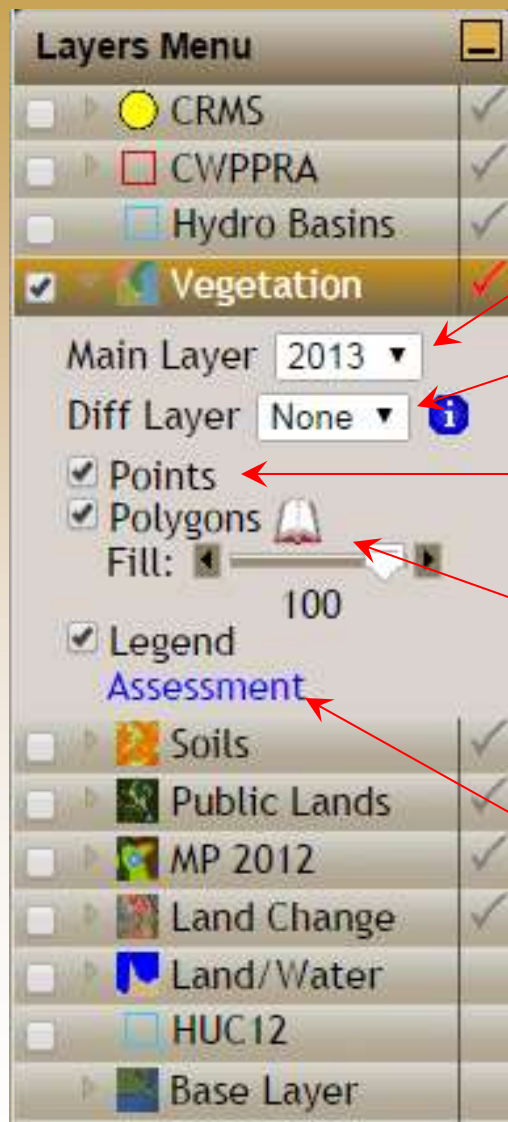 Layers Menu
CRMS
CWPPRA
Hydro Basins
Vegetation
Main Layer 2013
Diff Layer None i
Points
Polygons
Fill:
100
Legend
Assessment
Soils
Public Lands
MP 2012
Land Change
Land/Water
HUC12
Base Layer